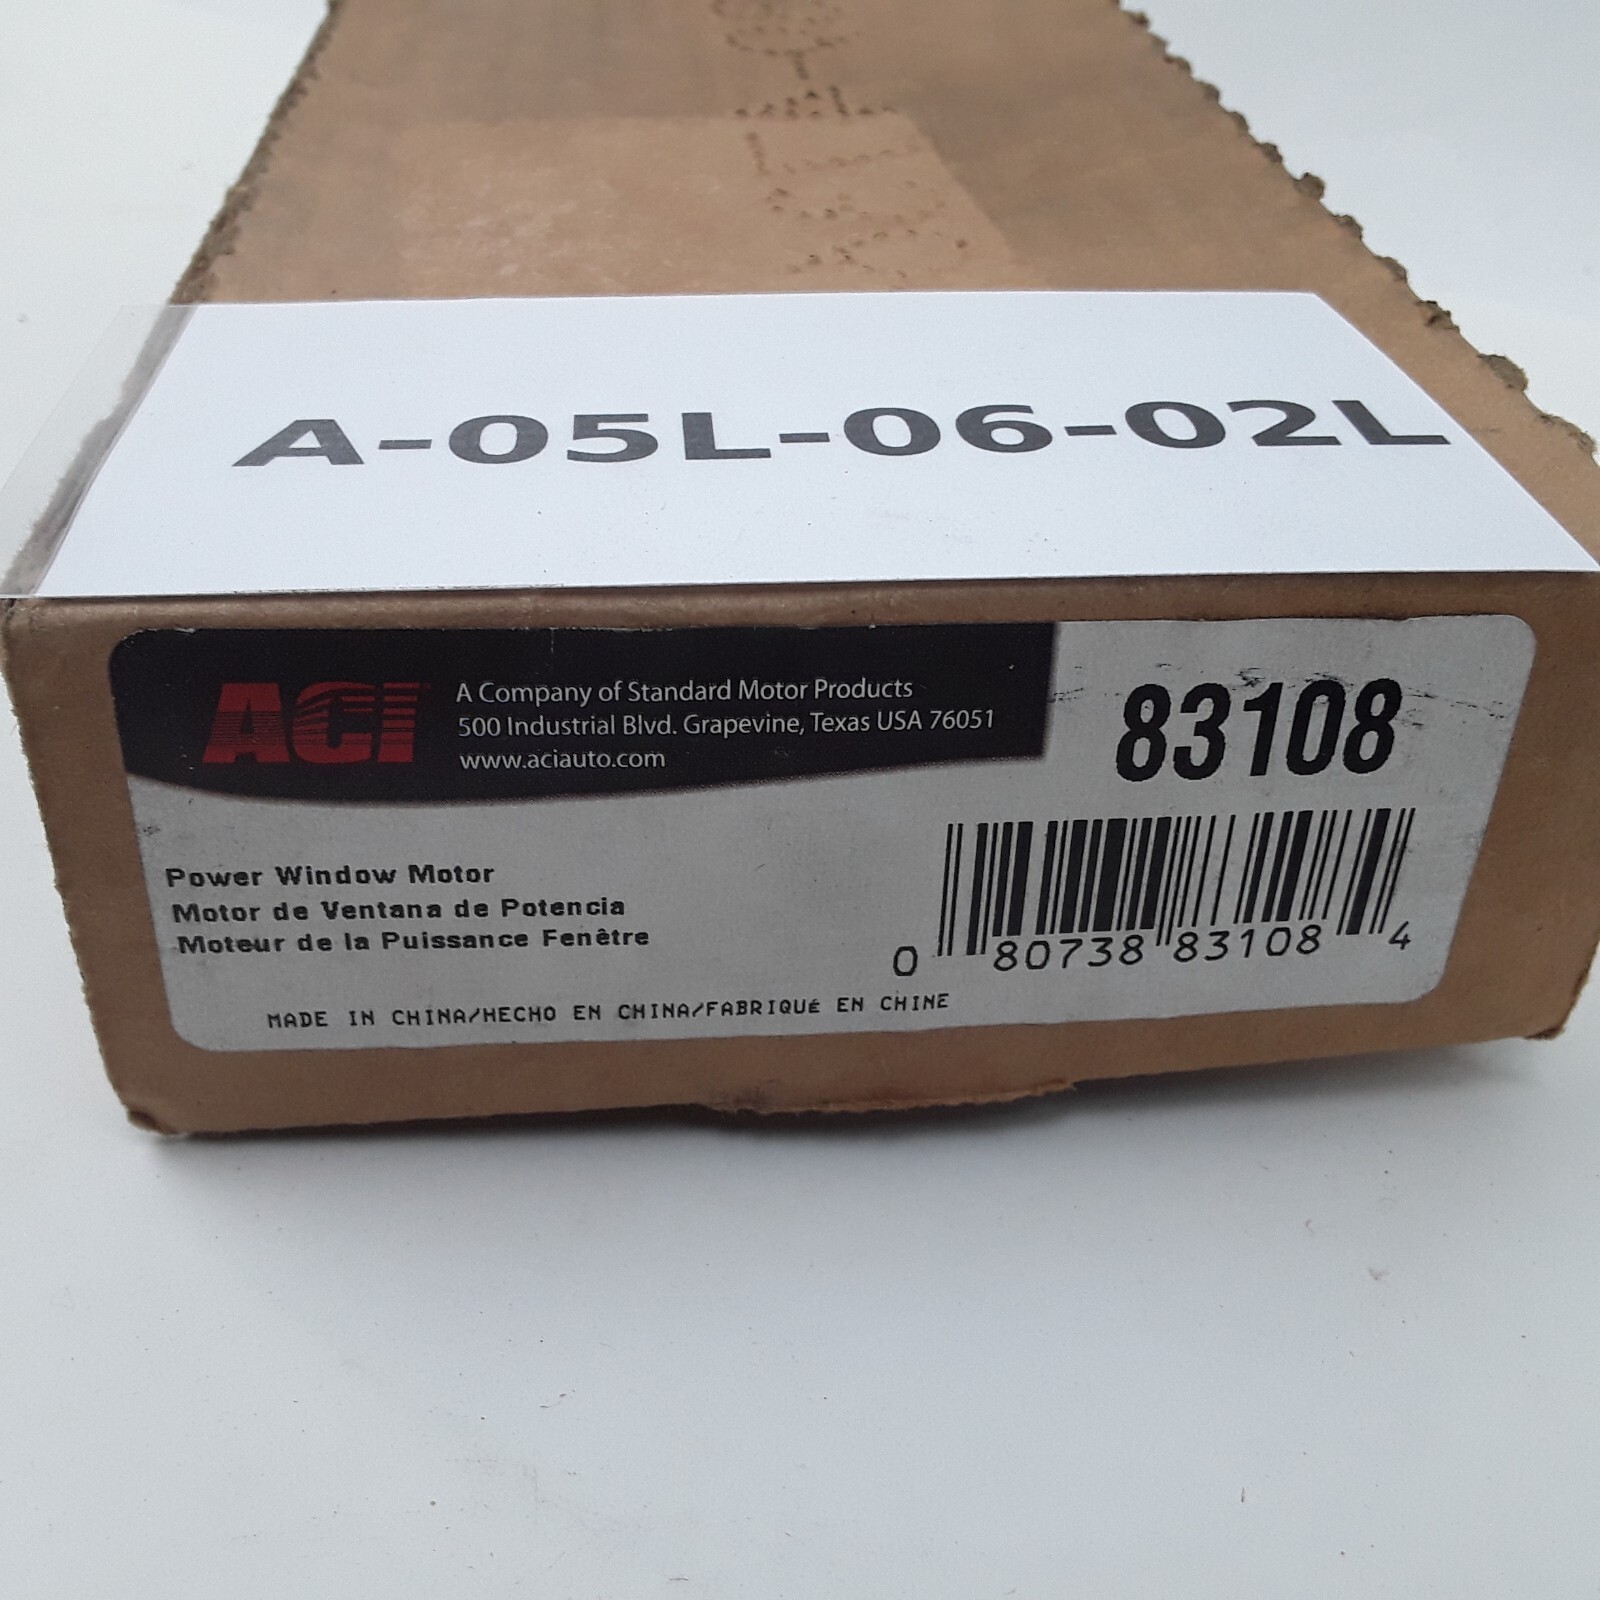 A-05L-06-02L
ACI
A Company of Standard Motor Products
500 Industrial Blvd. Grapevine, Texas USA 76051
www.aciauto.com
83108
Power Window Motor
Motor de Ventana de Potencia
Moteur de la Puissance Fenêtre
0 80738 83108 4
MADE IN CHINA/HECHO EN CHINA/FABRIQUé EN CHINE